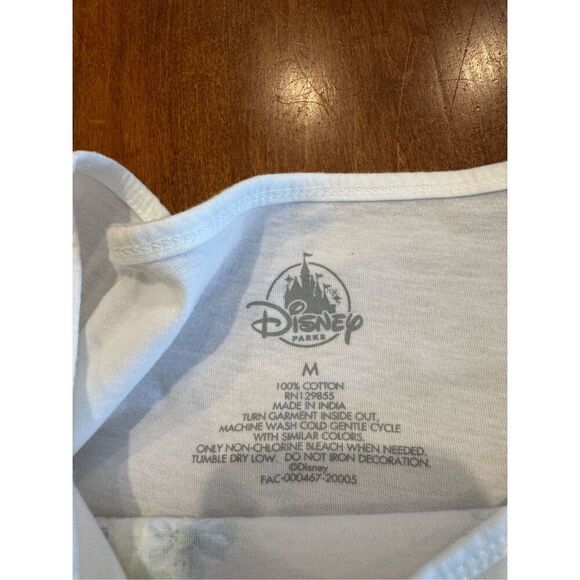 Disney
PARKS
M
100% COTTON
RN129855
MADE IN INDIA
TURN GARMENT INSIDE OUT,
MACHINE WASH COLD GENTLE CYCLE
WITH SIMILAR COLORS.
ONLY NON-CHLORINE BLEACH WHEN NEEDED.
TUMBLE DRY LOW. DO NOT IRON DECORATION.
©Disney
FAC-000467-20005